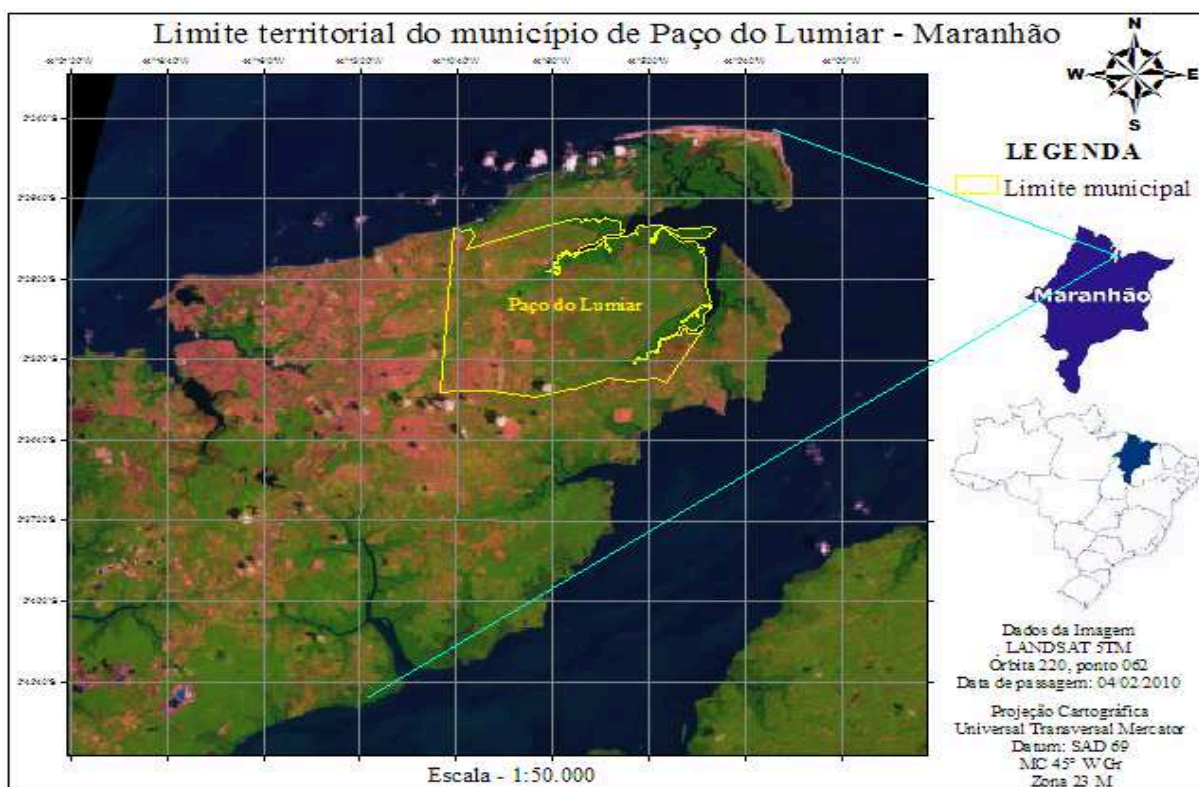 Limite territorial do município de Paço do Lumiar - Maranhão
N
W
E
S
LEGENDA
Limite municipal
Maranhão
Paço do Lumiar
Dados da Imagem
LANDSAT 5TM
Órbita 220, ponto 062
Data de passagem: 04/02/2010
Projeção Cartográfica
Universal Transversal Mercator
Datum: SAD 69
MC 45° W Gr
Zona 23 M
Escala - 1:50.000